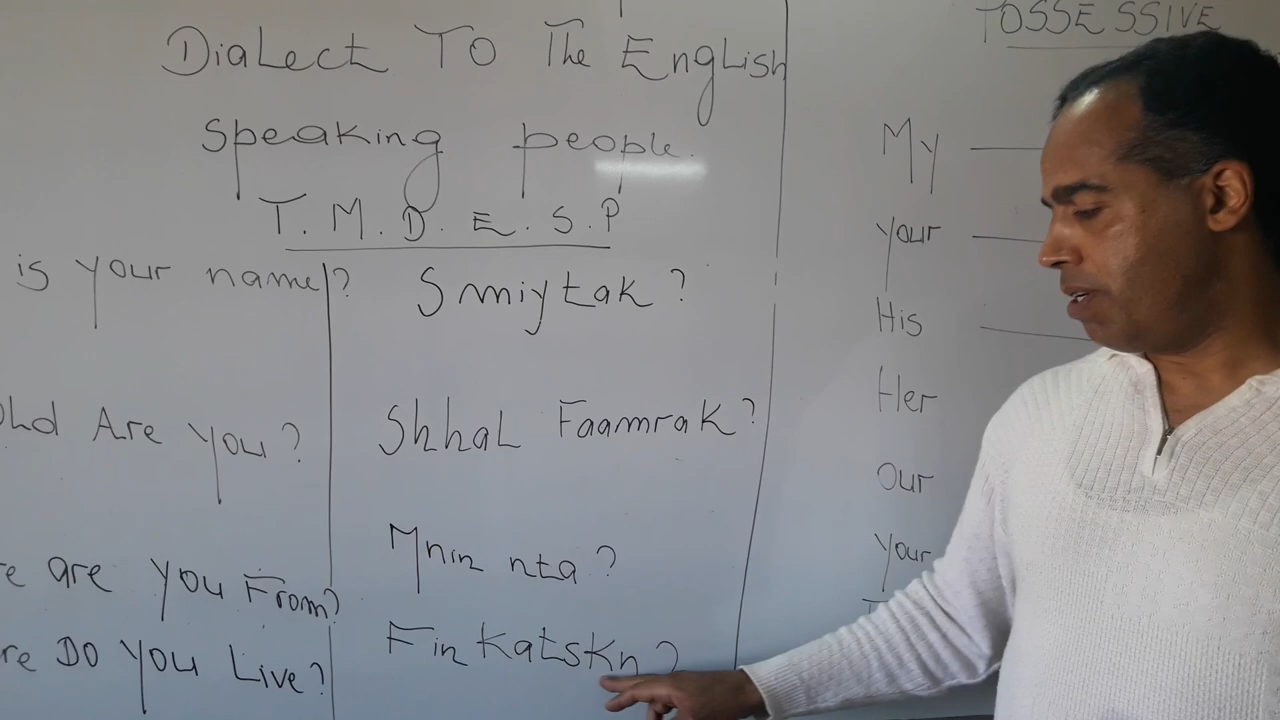 Dialect To The English
speaking people.
T. M. D. E. S. P
is your name? Smiytak?
old Are you? Shhal Faamrak?
re are you From? Mnin nta?
re Do you Live? Fin katskn?
POSSESSIVE
My
your
His
Her
Our
your